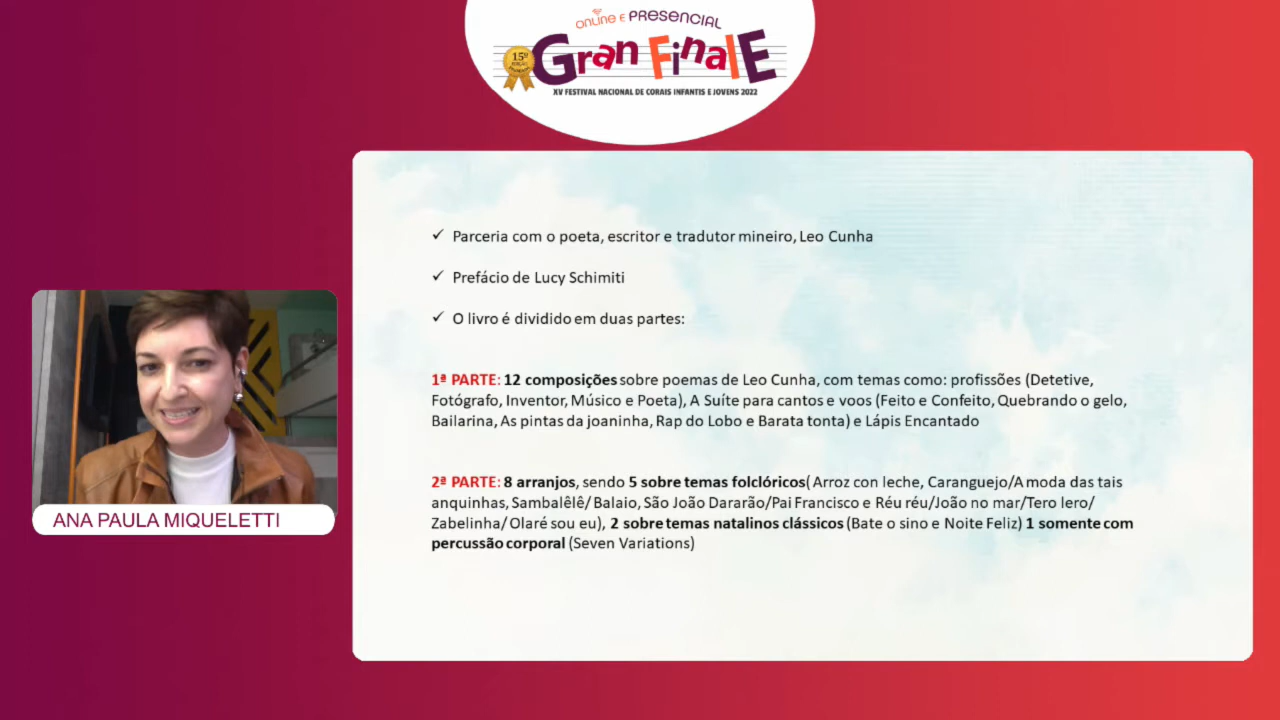 ONLINE E PRESENCIAL
15ª
EDIÇÃO
Gran Finale
XV FESTIVAL NACIONAL DE CORAIS INFANTIS E JOVENS 2022
✓ Parceria com o poeta, escritor e tradutor mineiro, Leo Cunha
✓ Prefácio de Lucy Schimiti
✓ O livro é dividido em duas partes:
1ª PARTE: 12 composições sobre poemas de Leo Cunha, com temas como: profissões (Detetive,
Fotógrafo, Inventor, Músico e Poeta), A Suíte para cantos e voos (Feito e Confeito, Quebrando o gelo,
Bailarina, As pintas da joaninha, Rap do Lobo e Barata tonta) e Lápis Encantado
2ª PARTE: 8 arranjos, sendo 5 sobre temas folclóricos( Arroz con leche, Caranguejo/A moda das tais
anquinhas, Sambalêlê/ Balaio, São João Dararão/Pai Francisco e Réu réu/João no mar/Tero lero/
Zabelinha/ Olaré sou eu), 2 sobre temas natalinos clássicos (Bate o sino e Noite Feliz) 1 somente com
percussão corporal (Seven Variations)
ANA PAULA MIQUELETTI